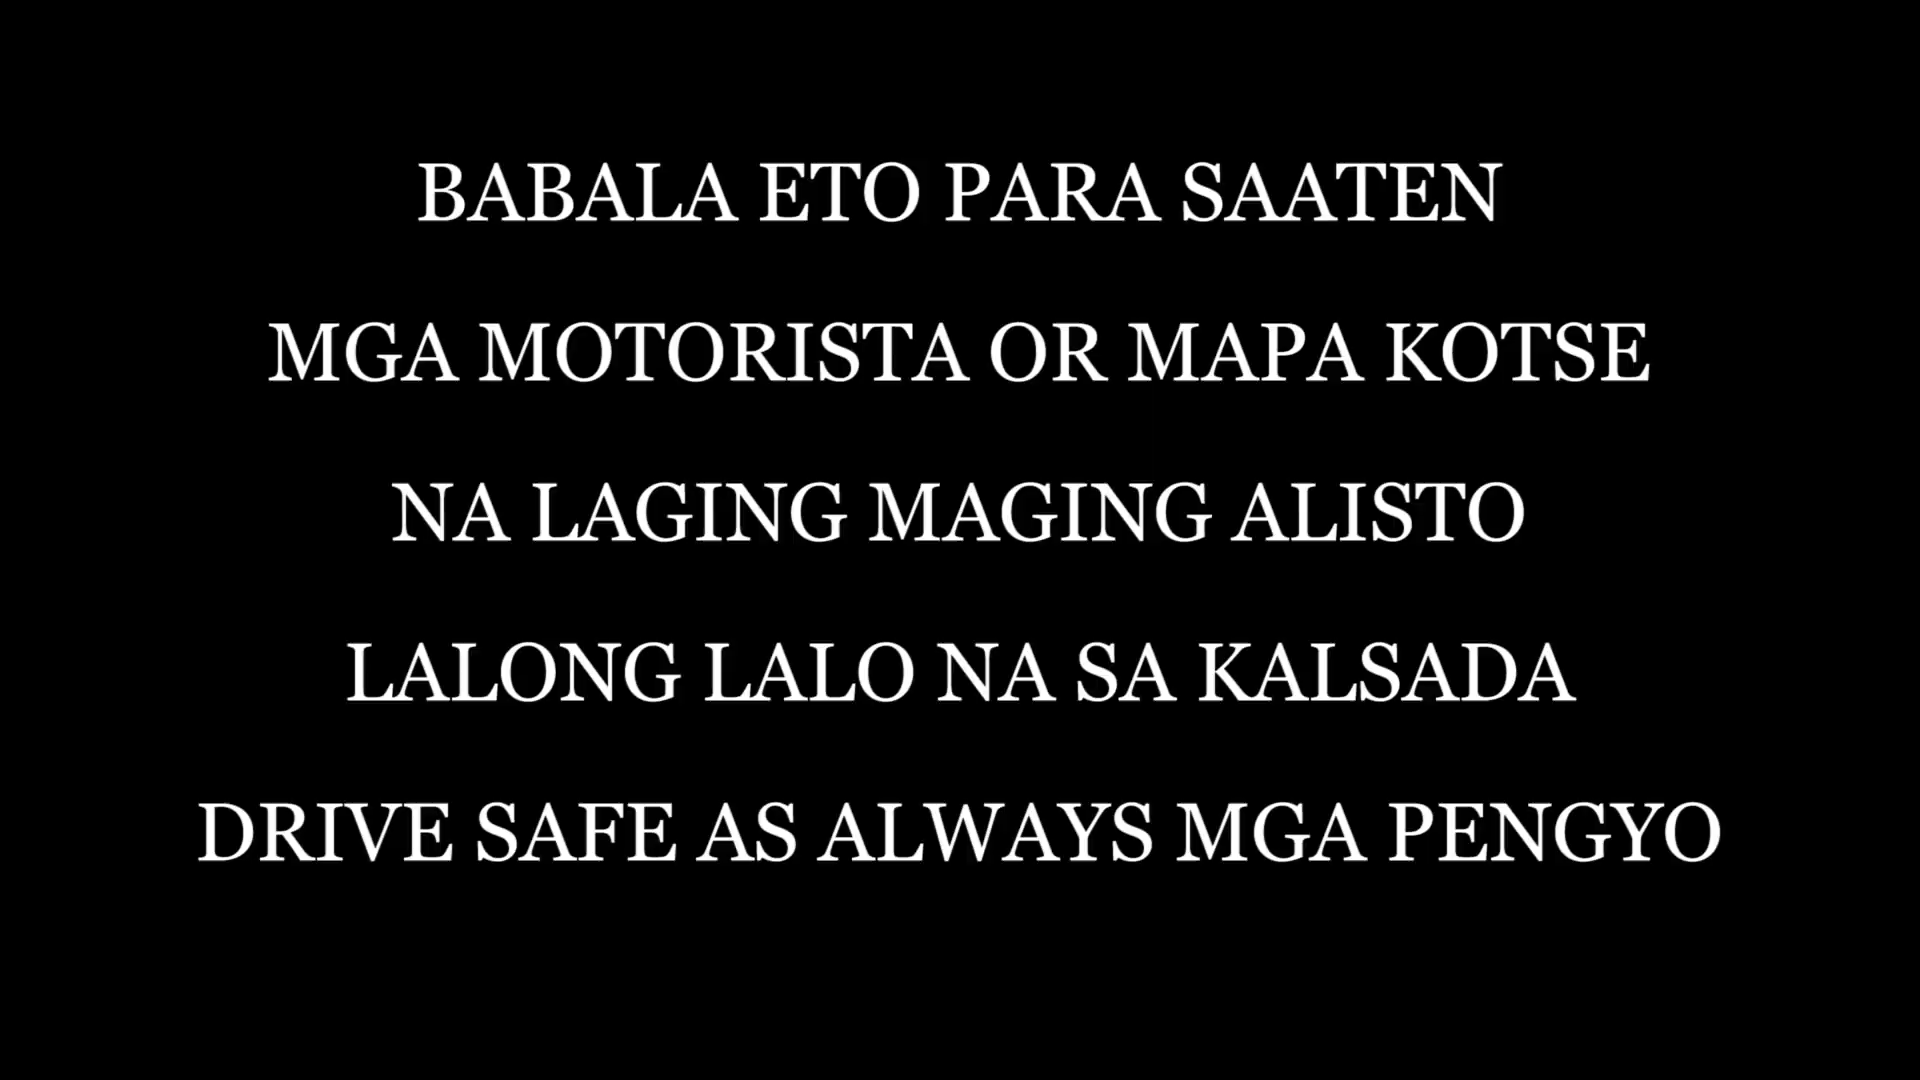 BABALA ETO PARA SAATEN
MGA MOTORISTA OR MAPA KOTSE
NA LAGING MAGING ALISTO
LALONG LALO NA SA KALSADA
DRIVE SAFE AS ALWAYS MGA PENGYO